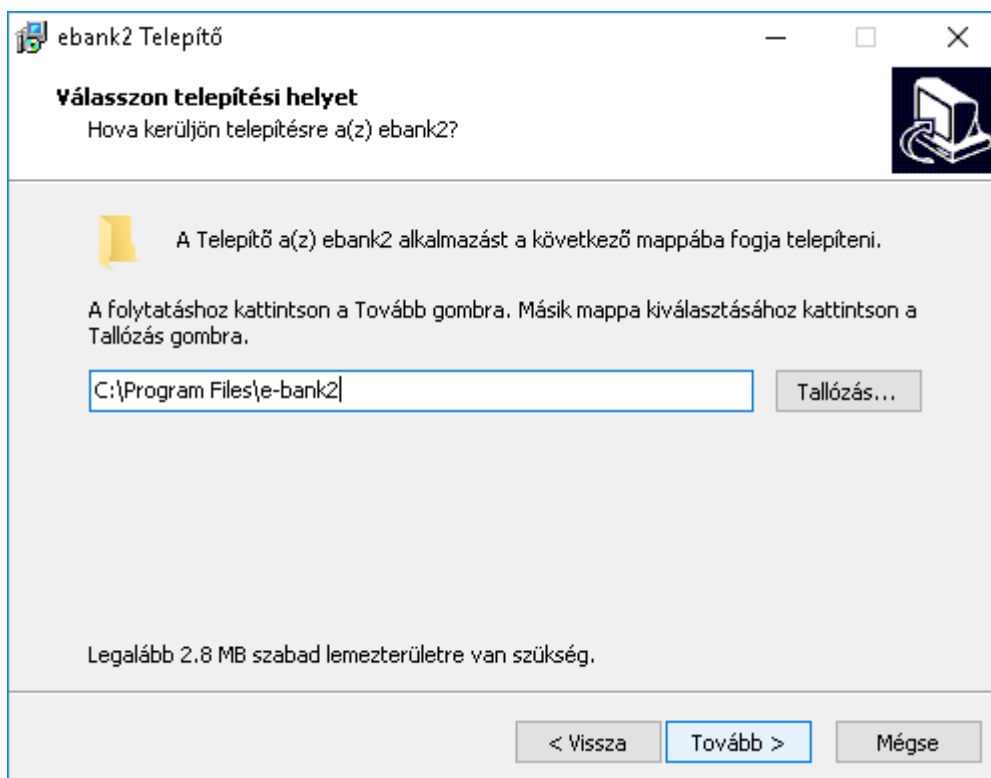 ebank2 Telepítő
Válasszon telepítési helyet
Hova kerüljön telepítésre a(z) ebank2?
A Telepítő a(z) ebank2 alkalmazást a következő mappába fogja telepíteni.
A folytatáshoz kattintson a Tovább gombra. Másik mappa kiválasztásához kattintson a
Tallózás gombra.
C:\Program Files\e-bank2
Tallózás...
Legalább 2.8 MB szabad lemezterületre van szükség.
< Vissza
Tovább >
Mégse